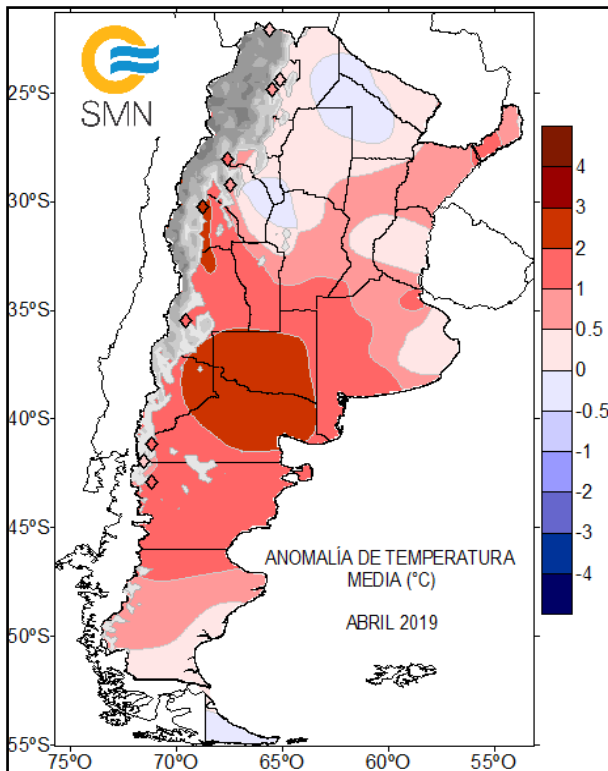 SMN
25ºS
30ºS
35ºS
40ºS
45ºS
50ºS
55ºS
75ºO
70ºO
65ºO
60ºO
55ºO
4
3
2
1
0.5
0
-0.5
-1
-2
-3
-4
ANOMALÍA DE TEMPERATURA
MEDIA (°C)
ABRIL 2019